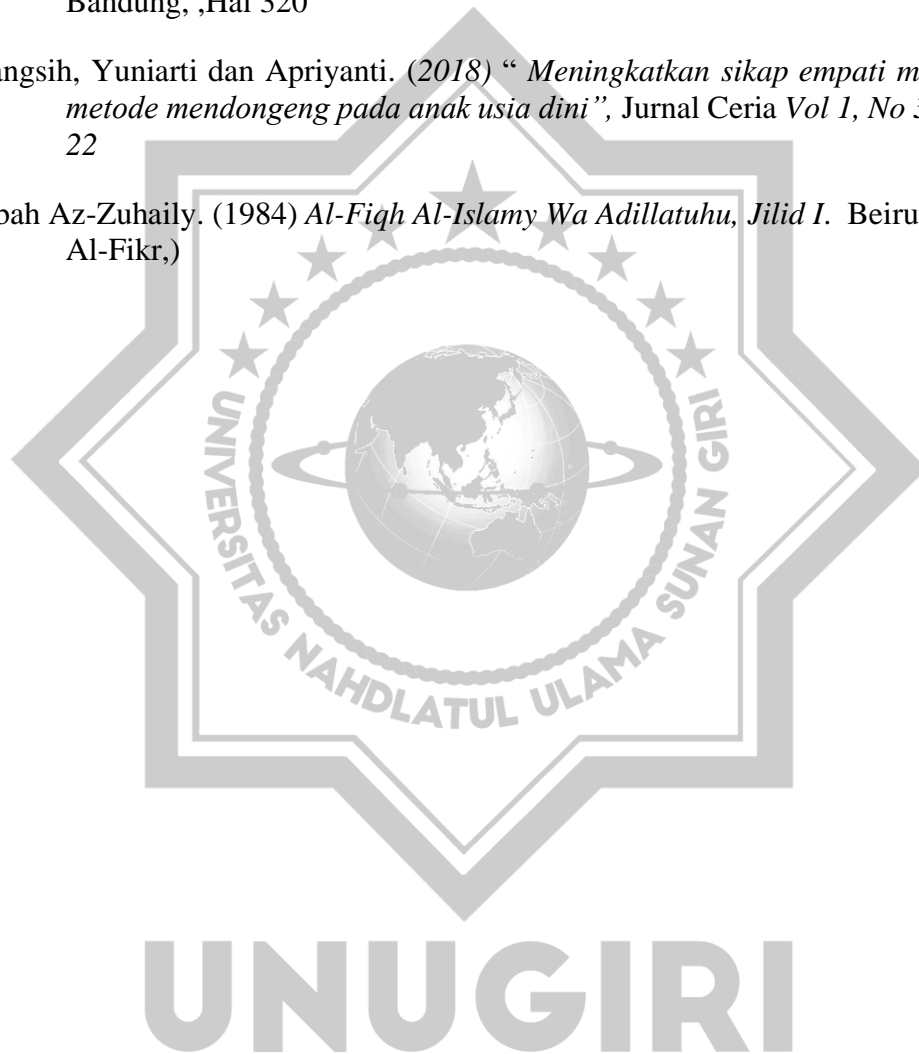 Bandung, ,Hal 320
angsih, Yuniarti dan Apriyanti. (2018) “ Meningkatkan sikap empati m
metode mendongeng pada anak usia dini”, Jurnal Ceria Vol 1, No
22
bah Az-Zuhaily. (1984) Al-Fiqh Al-Islamy Wa Adillatuhu, Jilid I. Beiru
Al-Fikr,)
UNIVERSITAS NAHDLATUL ULAMA SUNAN GIRI
UNUGIRI